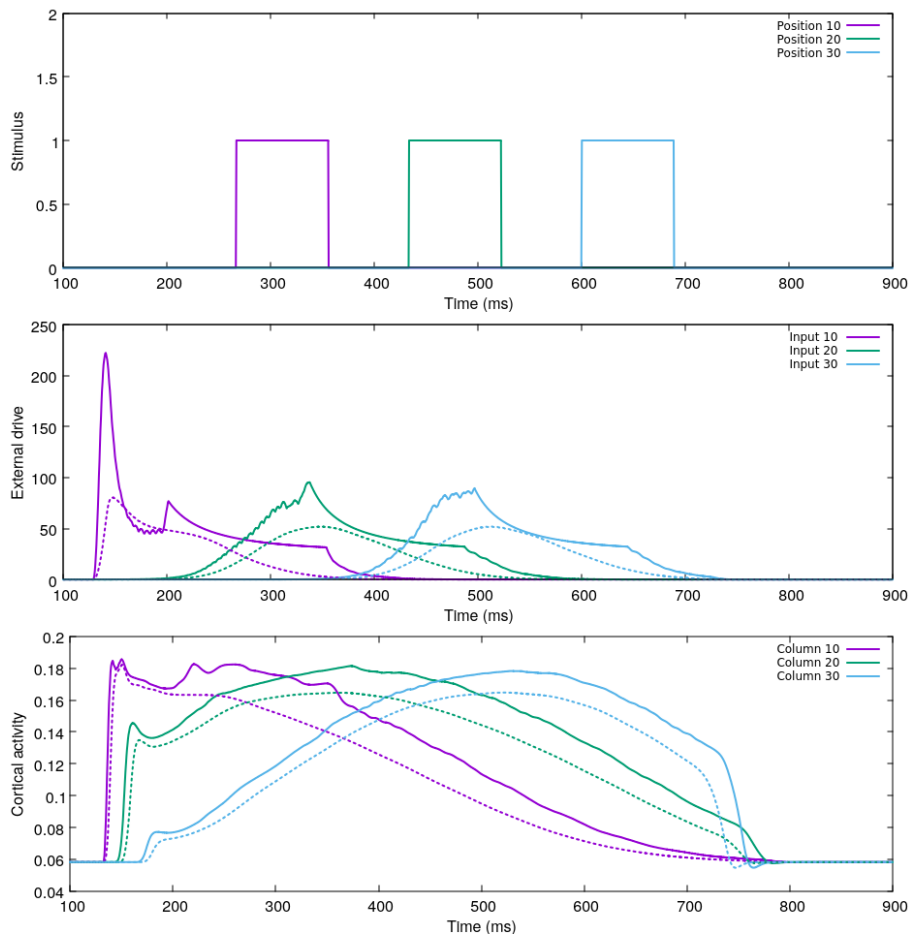 2
1.5
1
0.5
0
Stimulus
Position 10
Position 20
Position 30
100 200 300 400 500 600 700 800 900
Time (ms)
250
200
150
100
50
0
External drive
Input 10
Input 20
Input 30
100 200 300 400 500 600 700 800 900
Time (ms)
0.2
0.18
0.16
0.14
0.12
0.1
0.08
0.06
0.04
Cortical activity
Column 10
Column 20
Column 30
100 200 300 400 500 600 700 800 900
Time (ms)